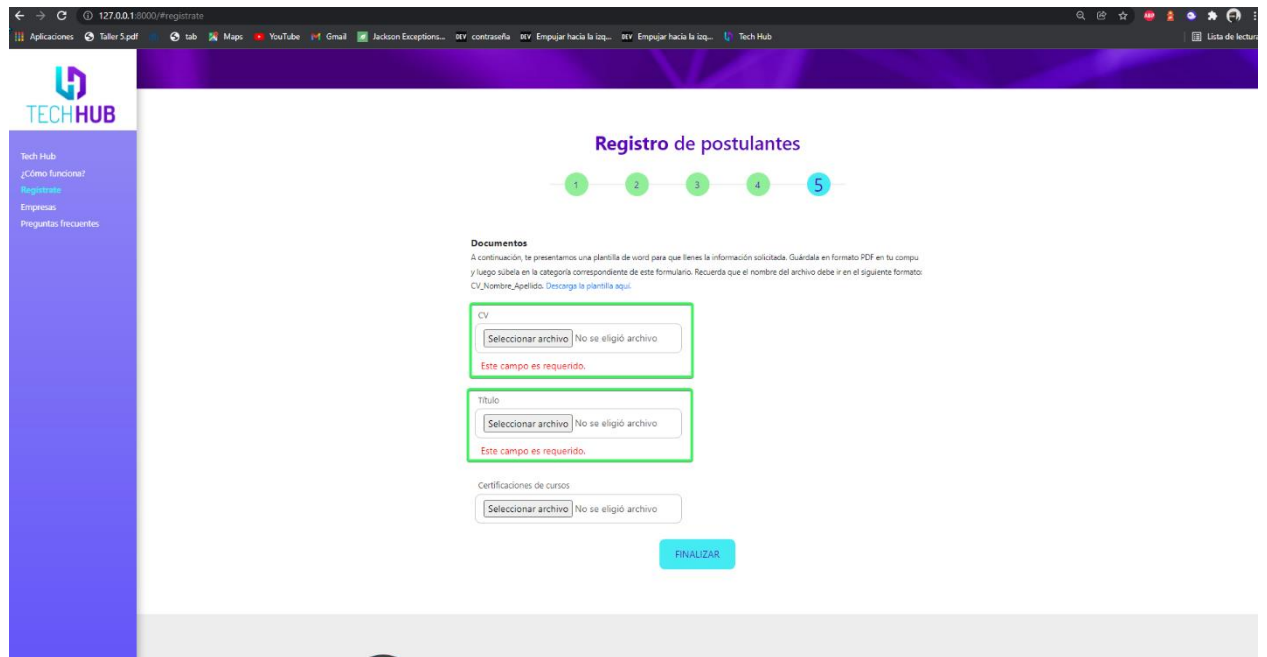 127.0.0.1:8000/#registrate
Aplicaciones Taller 5.pdf tab Maps YouTube Gmail Jackson Exceptions... DEV contraseña DEV Empujar hacia la izq... DEV Empujar hacia la izq... Tech Hub Lista de lectura
TECHHUB
Tech Hub
¿Cómo funciona?
Registrate
Empresas
Preguntas frecuentes
Registro de postulantes
1 2 3 4 5
Documentos
A continuación, te presentamos una plantilla de word para que llenes la información solicitada. Guárdala en formato PDF en tu compu
y luego súbela en la categoría correspondiente de este formulario. Recuerda que el nombre del archivo debe ir en el siguiente formato:
CV_Nombre_Apellido. Descarga la plantilla aquí.
CV
Seleccionar archivo No se eligió archivo
Este campo es requerido.
Título
Seleccionar archivo No se eligió archivo
Este campo es requerido.
Certificaciones de cursos
Seleccionar archivo No se eligió archivo
FINALIZAR